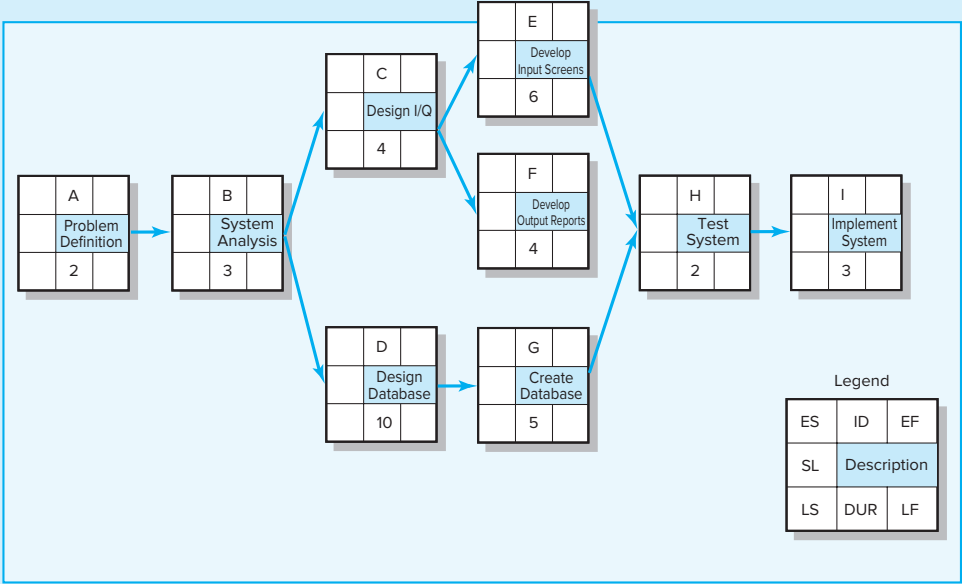 E
Develop
Input Screens
6
C
Design I/Q
4
F
Develop
Output Reports
4
A
Problem
Definition
2
B
System
Analysis
3
H
Test
System
2
I
Implement
System
3
D
Design
Database
10
G
Create
Database
5
Legend
ES ID EF
SL Description
LS DUR LF